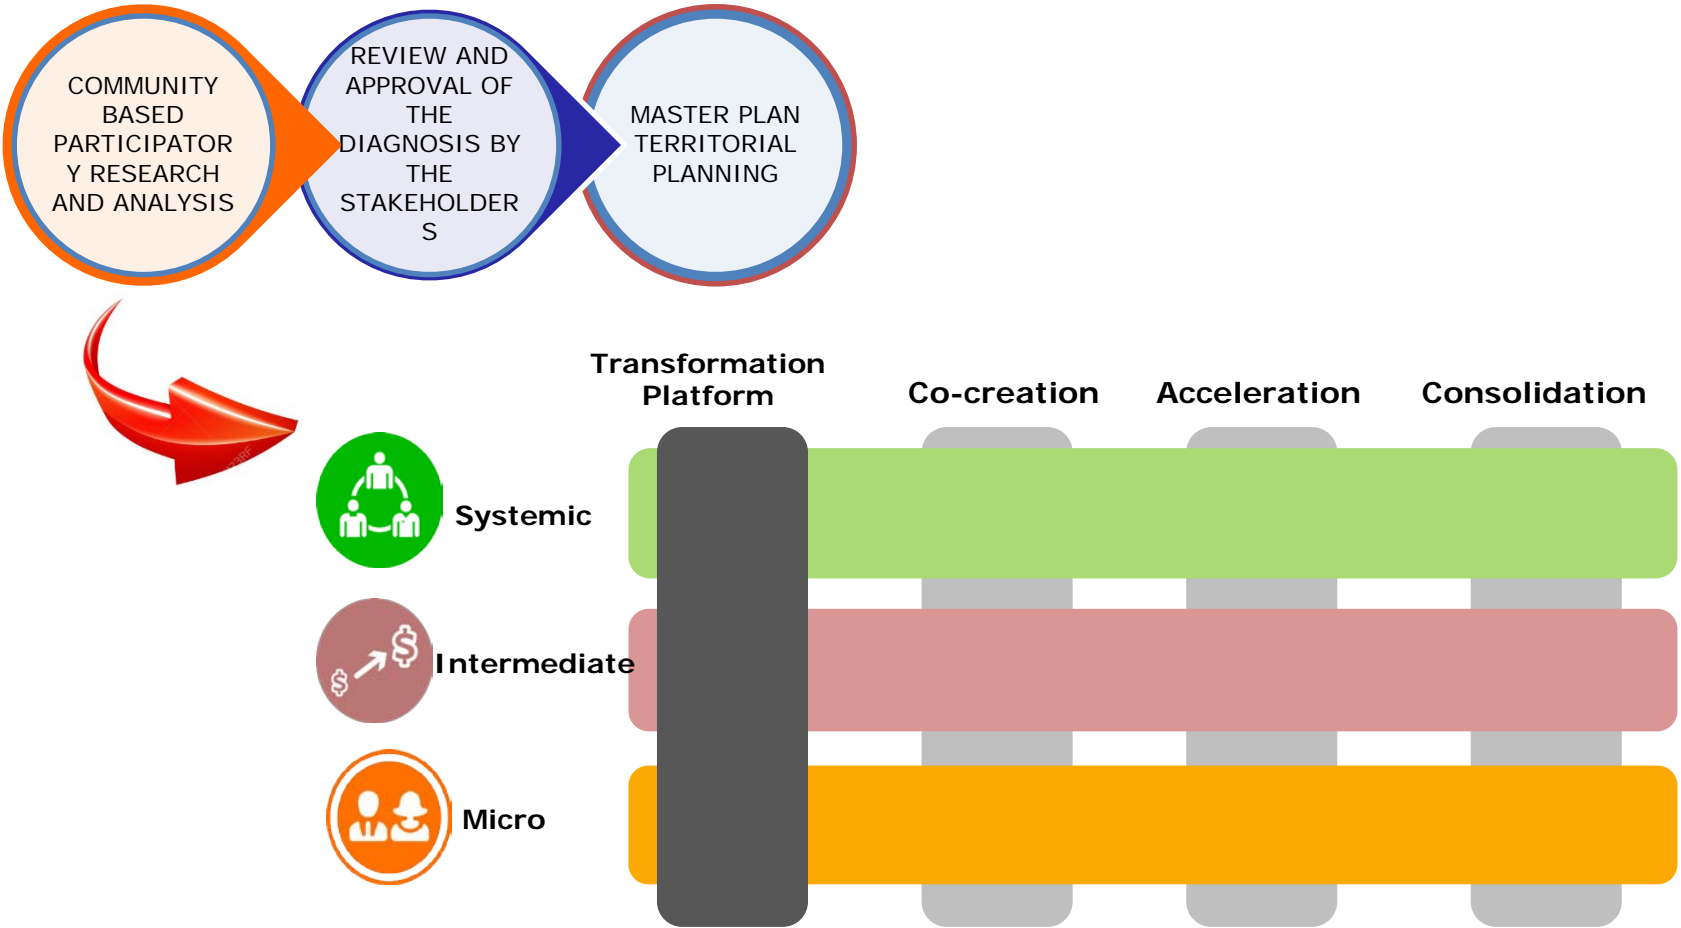 COMMUNITY
BASED
PARTICIPATOR
Y RESEARCH
AND ANALYSIS
REVIEW AND
APPROVAL OF
THE
DIAGNOSIS BY
THE
STAKEHOLDER
S
MASTER PLAN
TERRITORIAL
PLANNING
Transformation
Platform
Co-creation
Acceleration
Consolidation
Systemic
Intermediate
Micro
$
$